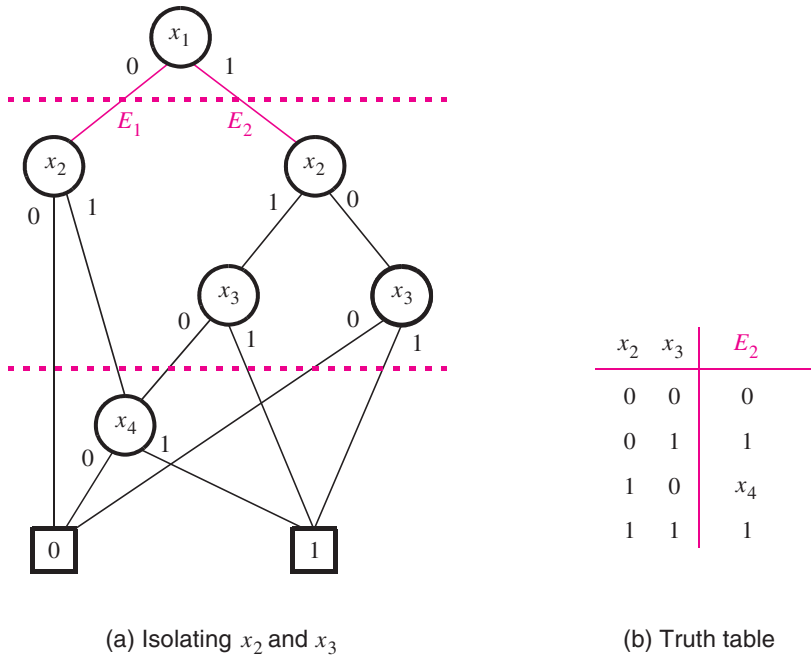 x1
0 1
E1 E2
x2 x2
0 1 1 0
x3 x3
0 1 0 1
x4
0 1
0 1
x2 x3 E2
0 0 0
0 1 1
1 0 x4
1 1 1
(a) Isolating x2 and x3
(b) Truth table